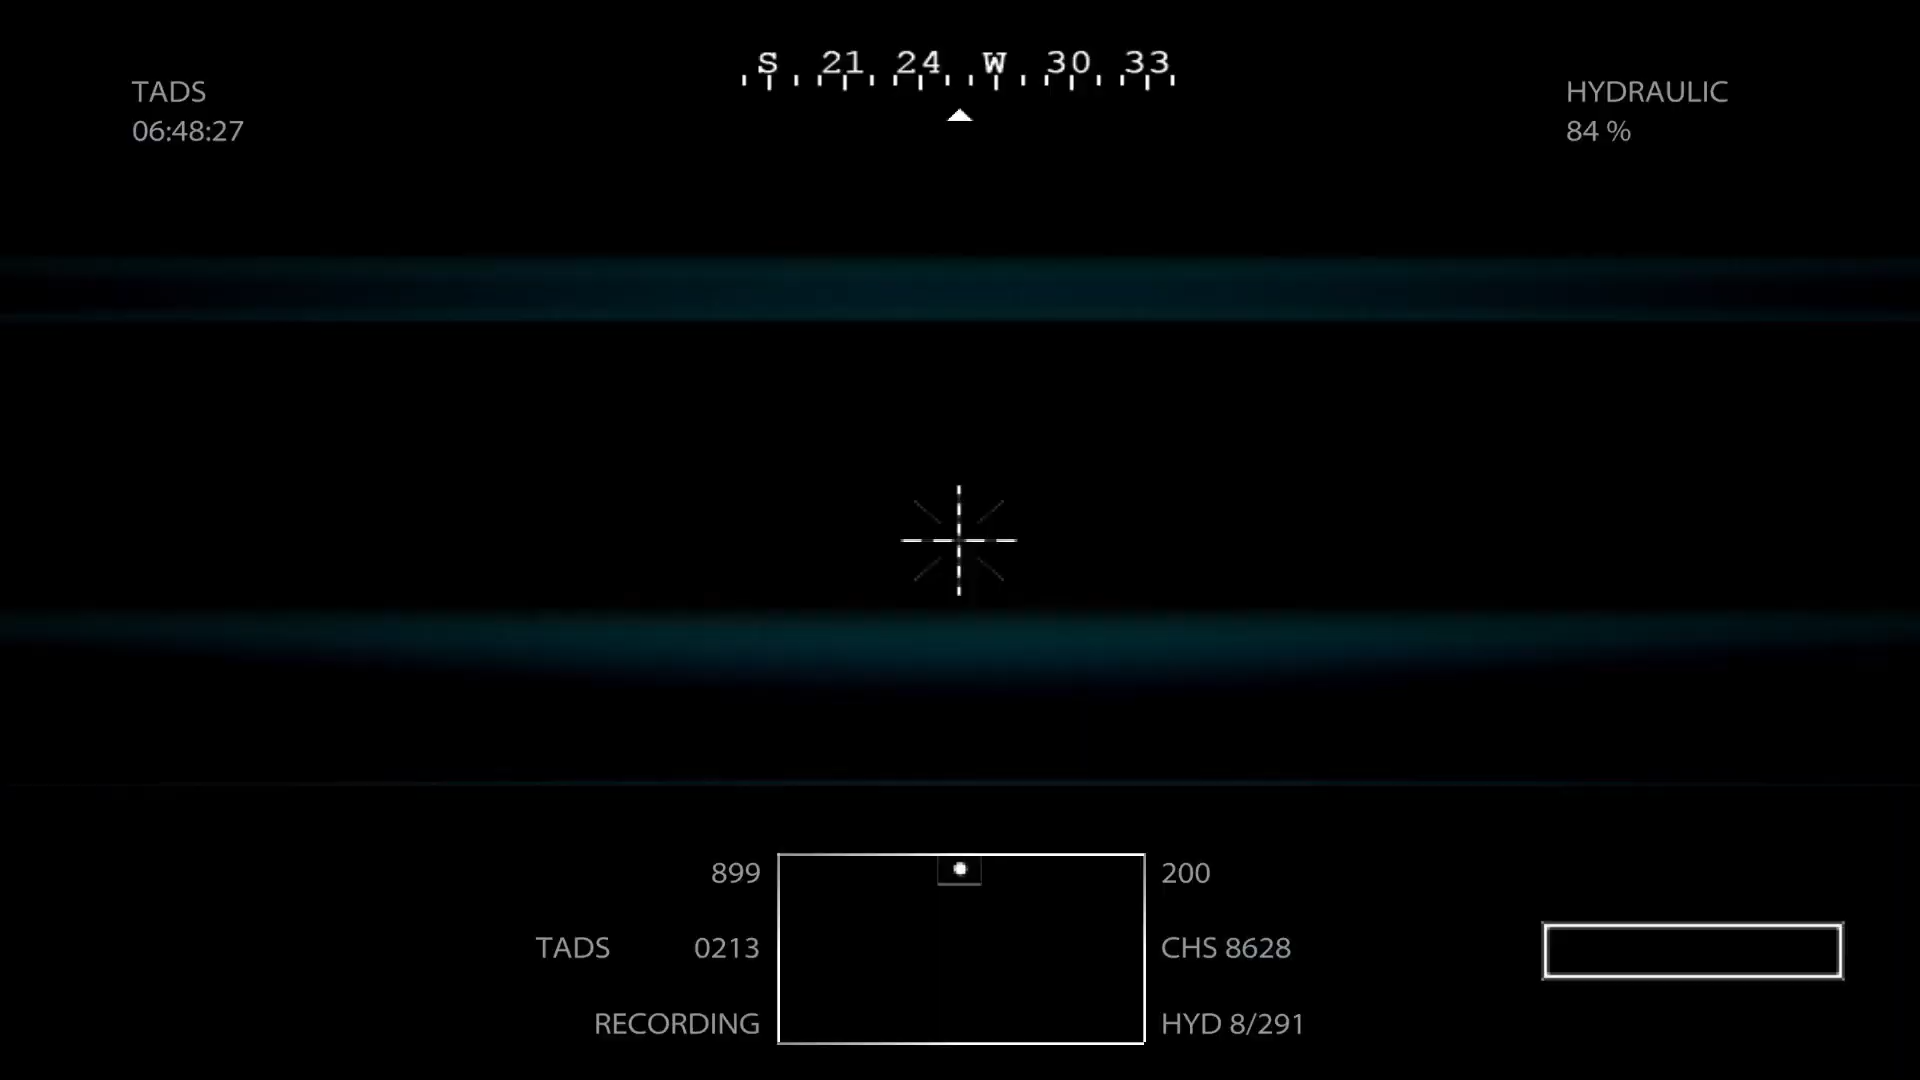 S 21 24 W 30 33
TADS
06:48:27
HYDRAULIC
84 %
899
200
TADS 0213
CHS 8628
RECORDING
HYD 8/291